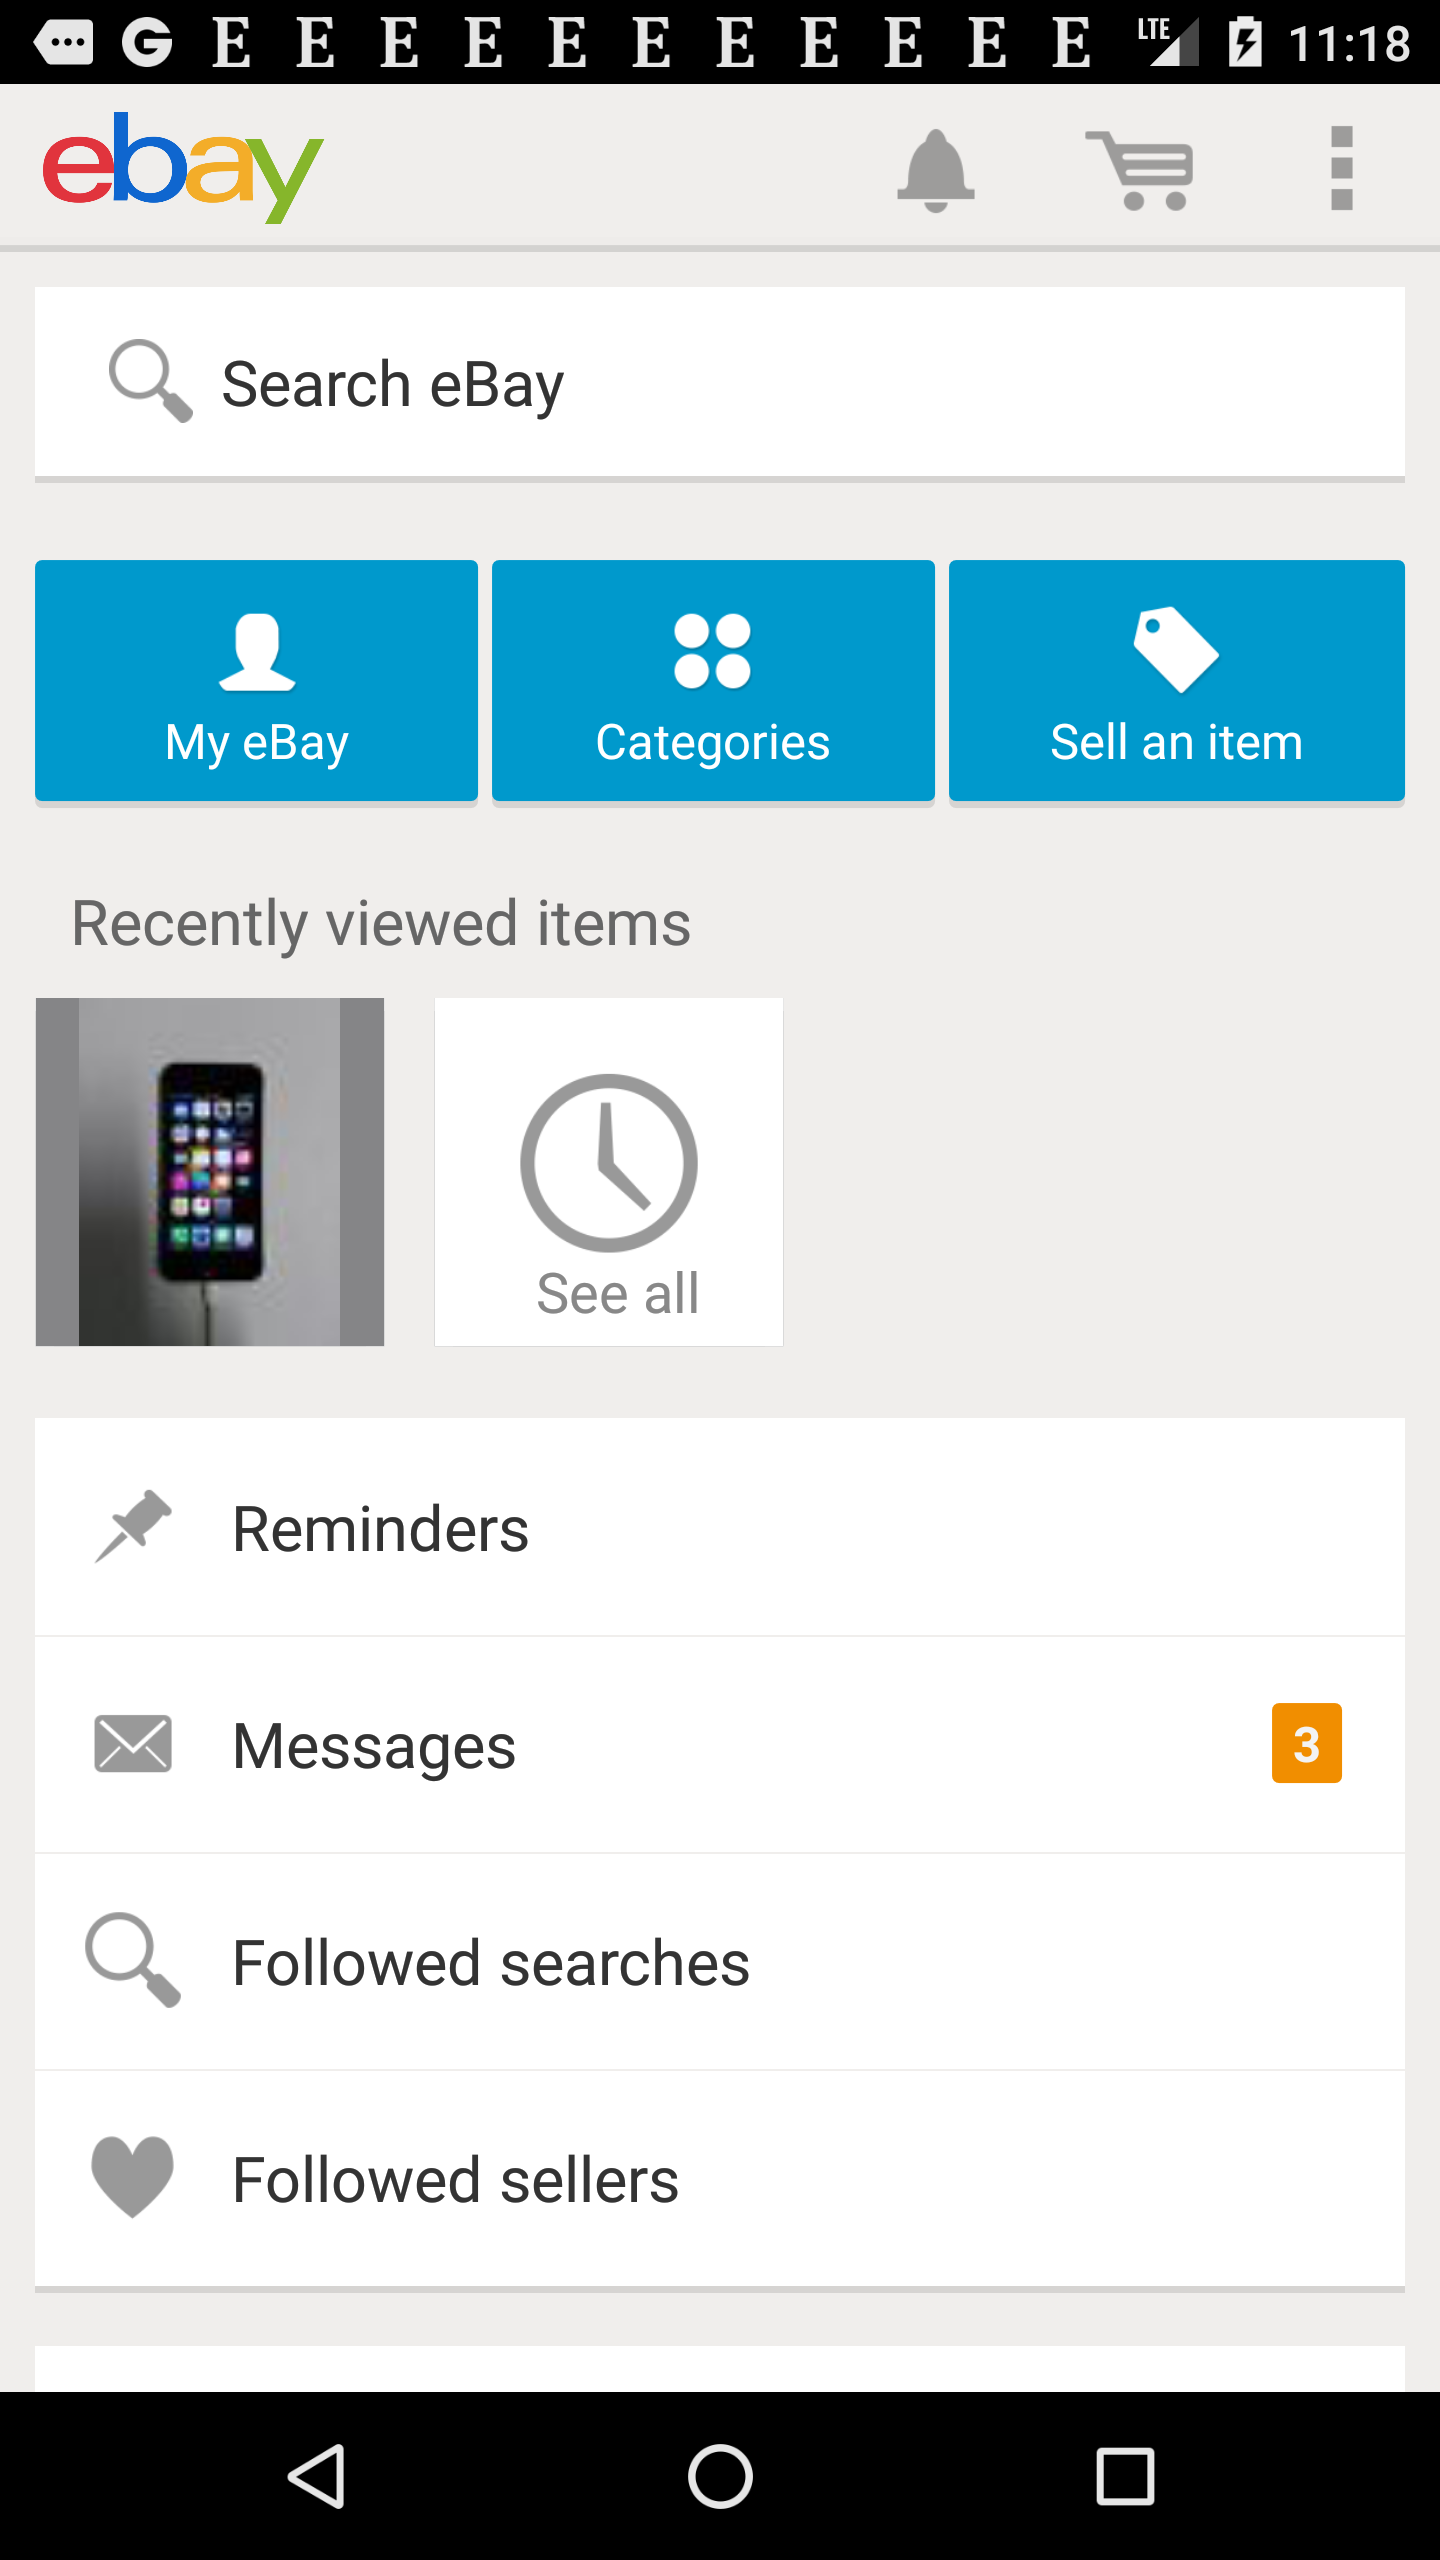 G E E E E E E E E E E E LTE 11:18
ebay
Search eBay
My eBay Categories Sell an item
Recently viewed items
See all
Reminders
Messages 3
Followed searches
Followed sellers